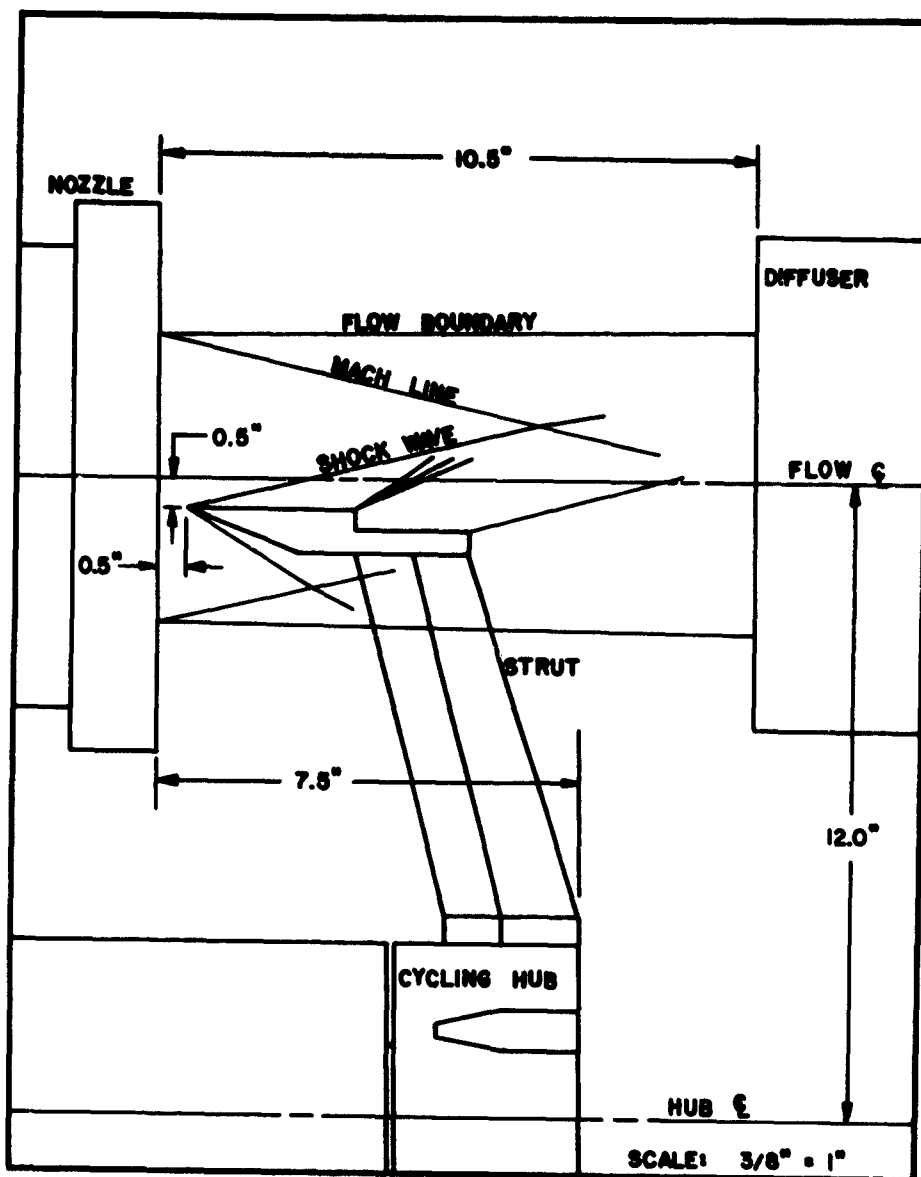 10.5"
NOZZLE
DIFFUSER
FLOW BOUNDARY
MACH LINE
0.5"
SHOCK WAVE
FLOW ℄
0.5"
STRUT
7.5"
12.0"
CYCLING HUB
HUB ℄
SCALE: 3/8" = 1"